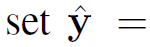 set ŷ =